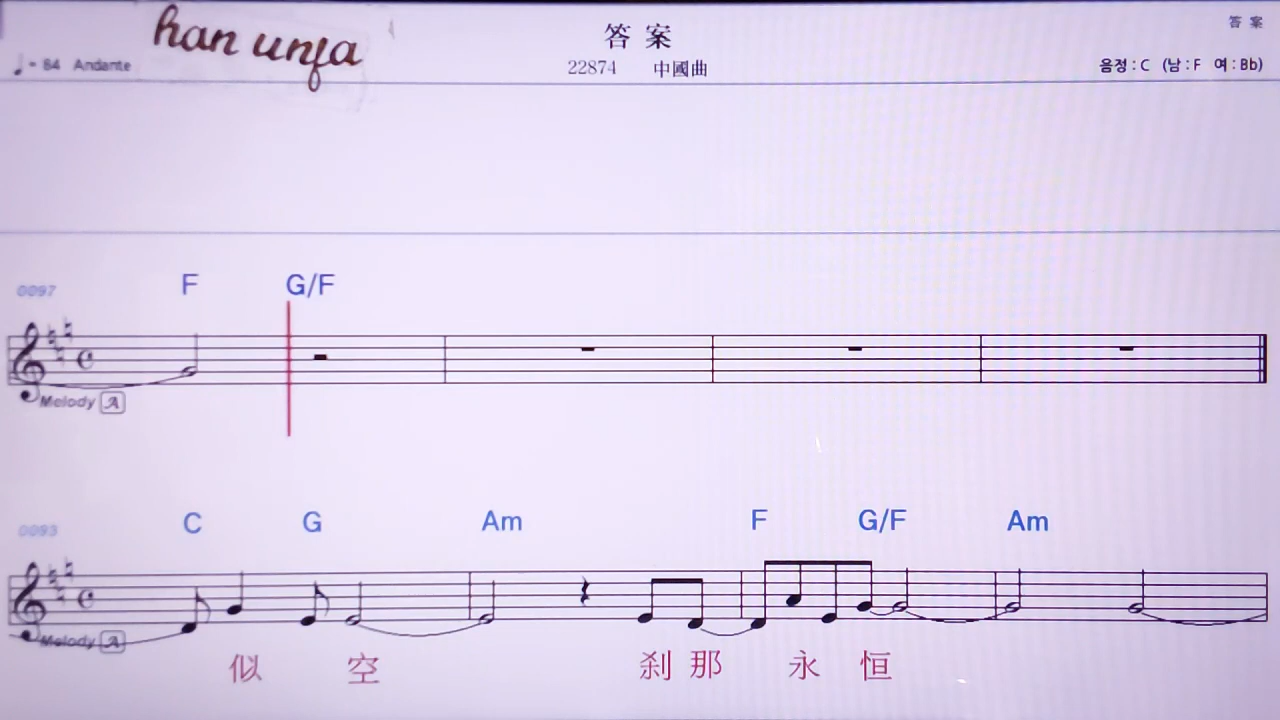 han unfa
答案
答案
♩= 84 Andante
22874 中國曲
음정 : C (남 : F 여 : Bb)
0097
F G/F
Melody A
0093
C G Am F G/F Am
Melody A
似 空 刹 那 永 恒